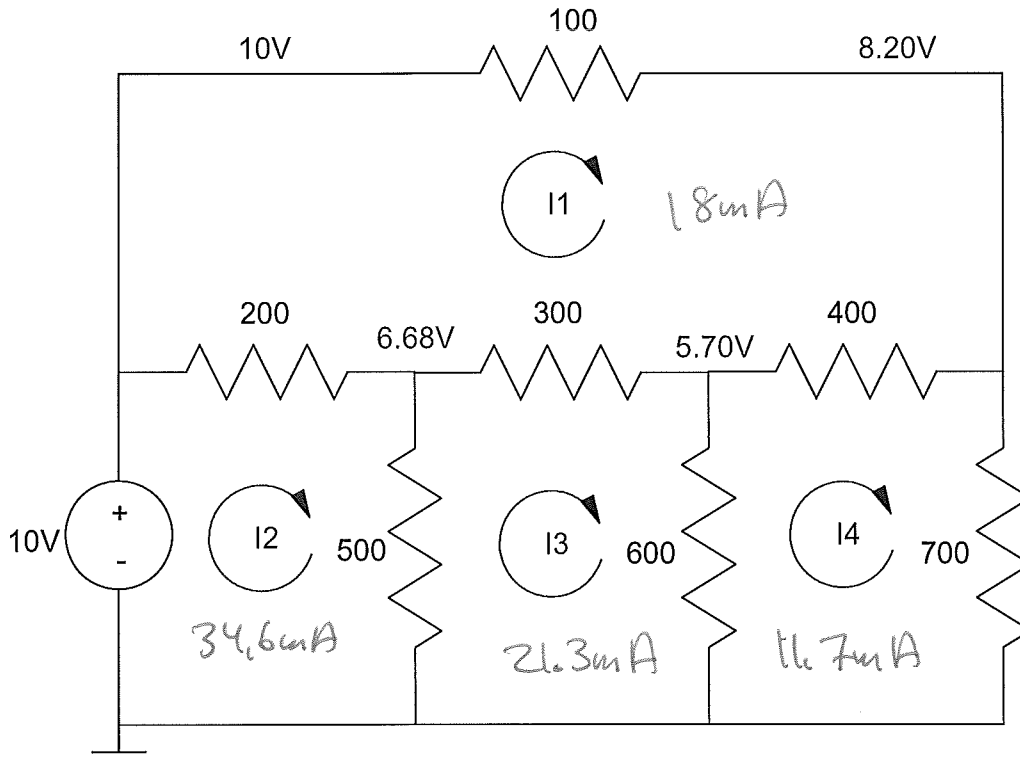 100
10V
8.20V
I1
18mA
200
300
400
6.68V
5.70V
+
-
10V
I2
500
I3
600
I4
700
34,6mA
21.3mA
11.7mA